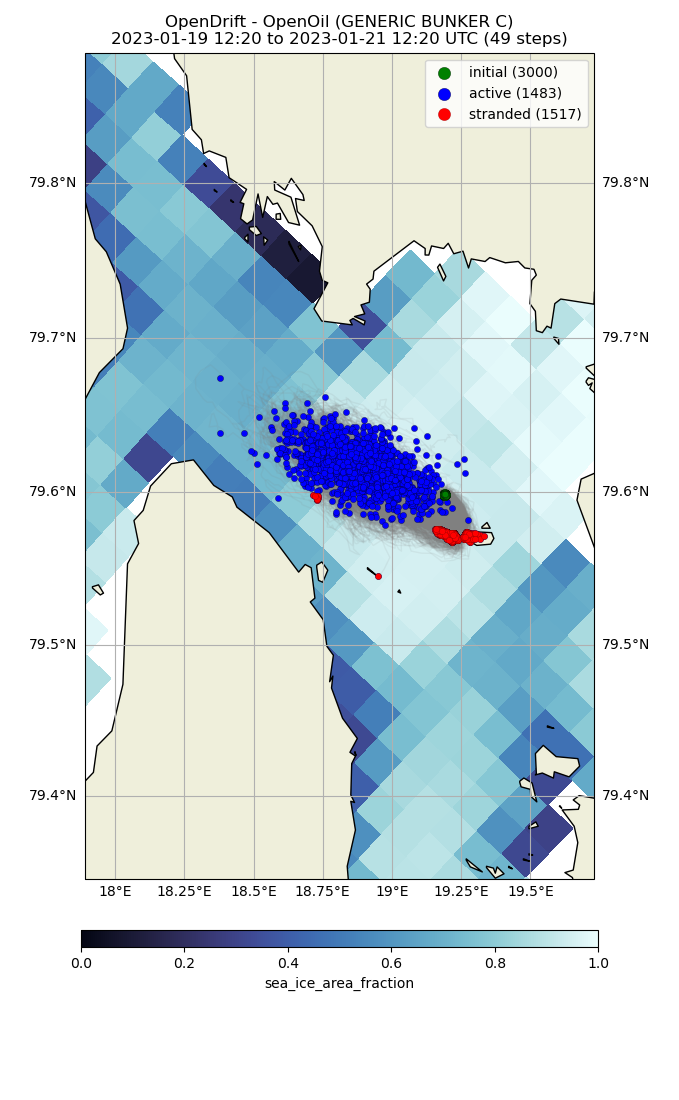 OpenDrift - OpenOil (GENERIC BUNKER C)
2023-01-19 12:20 to 2023-01-21 12:20 UTC (49 steps)
initial (3000)
active (1483)
stranded (1517)
79.8°N 79.8°N
79.7°N 79.7°N
79.6°N 79.6°N
79.5°N 79.5°N
79.4°N 79.4°N
18°E 18.25°E 18.5°E 18.75°E 19°E 19.25°E 19.5°E
0.0 0.2 0.4 0.6 0.8 1.0
sea_ice_area_fraction